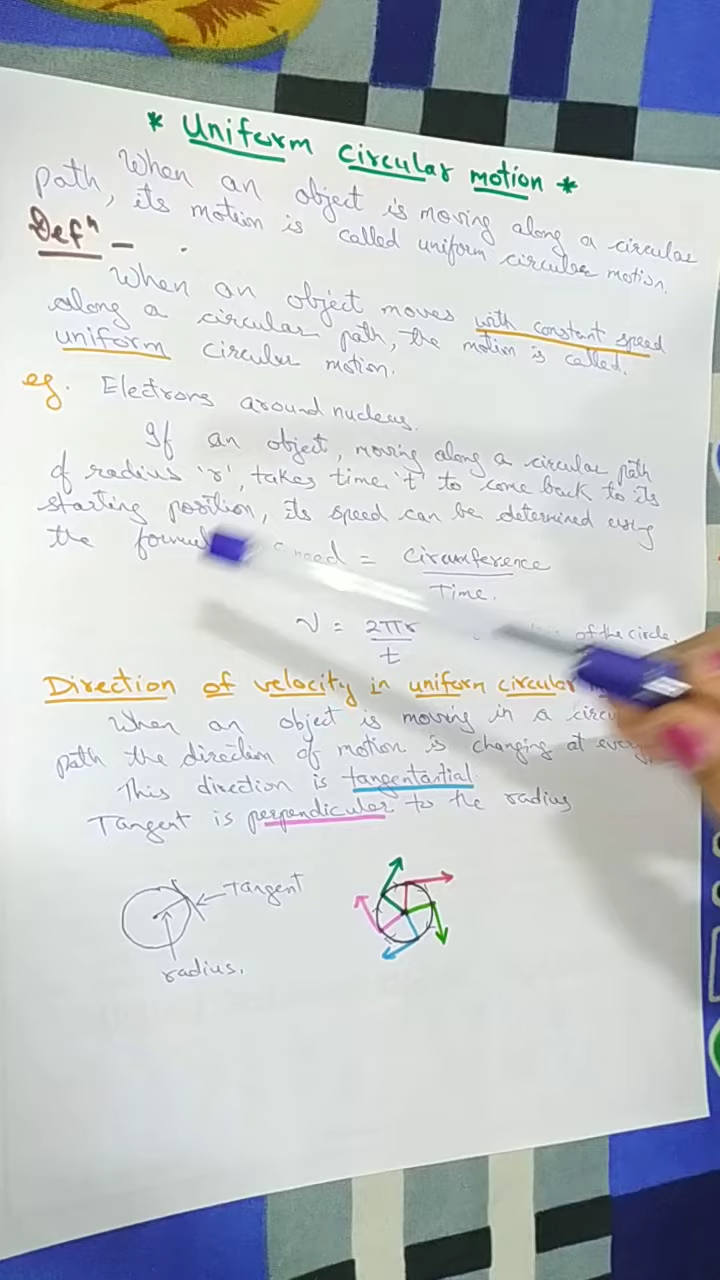 * Uniform Circular motion *
When an object is moving along a circular
path, its motion is called uniform circular motion.
Defⁿ -
When an object moves with constant speed
along a circular path, the motion is called
uniform circular motion.
eg. Electrons around nucleus.
If an object, moving along a circular path
of radius 'r', takes time 't' to come back to its
starting position, its speed can be determined using
the formul
speed = Circumference
Time.
v = 2πr
t
of the circle.
Direction of velocity in uniform circular
When an object is moving in a circu
path the direction of motion is changing at every
This direction is tangentantial
Tangent is perpendicular to the radius
Tangent
radius.